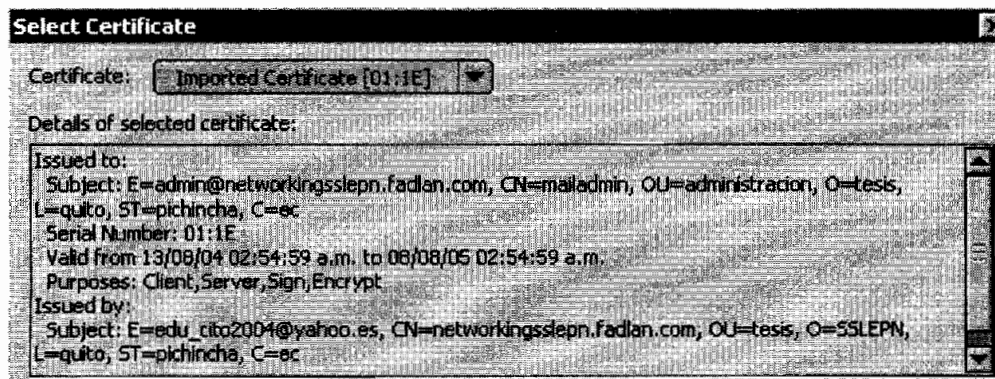 Select Certificate
Certificate: Imported Certificate [01:1E]
Details of selected certificate:
Issued to:
Subject: E=admin@networkingsslepn.fadlan.com, CN=mailadmin, OU=administracion, O=tesis,
L=quito, ST=pichincha, C=ec
Serial Number: 01:1E
Valid from 13/08/04 02:54:59 a.m. to 08/08/05 02:54:59 a.m.
Purposes: Client,Server,Sign,Encrypt
Issued by:
Subject: E=edu_cito2004@yahoo.es, CN=networkingsslepn.fadlan.com, OU=tesis, O=SSLEPN,
L=quito, ST=pichincha, C=ec